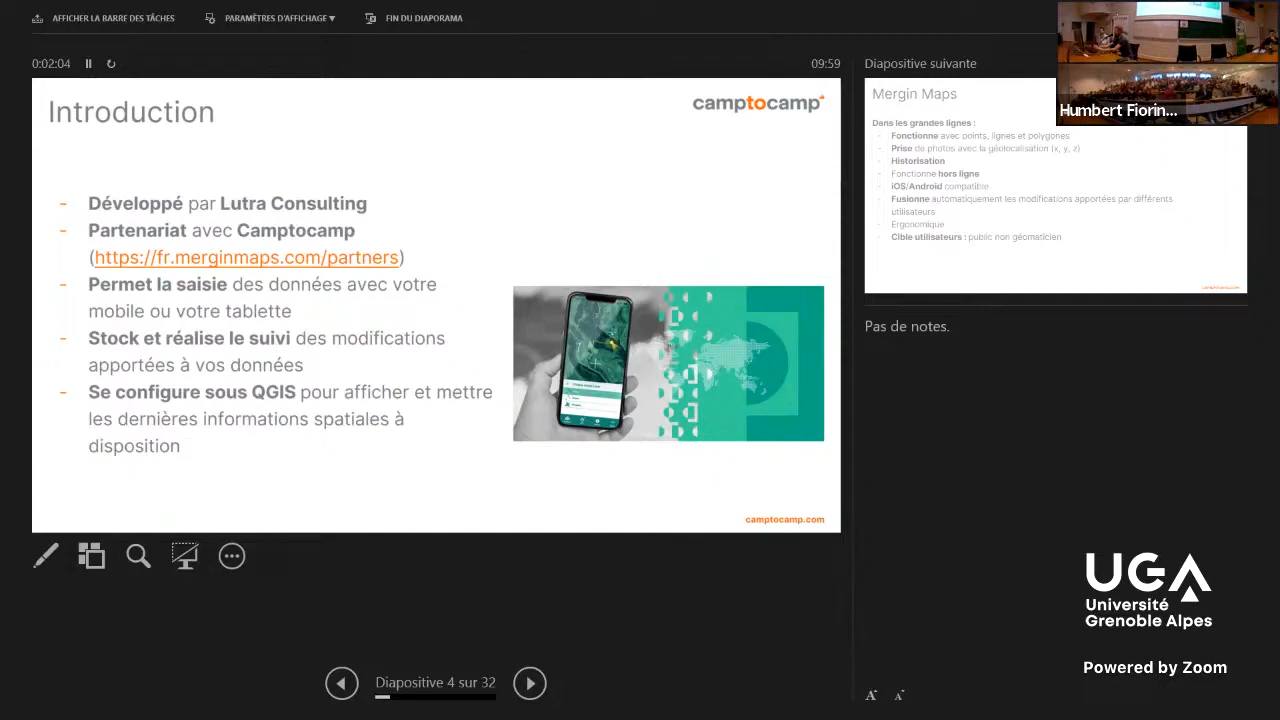 AFFICHER LA BARRE DES TÂCHES
PARAMÈTRES D'AFFICHAGE ▼
FIN DU DIAPORAMA
0:02:04
09:59
Introduction
camptocamp
- Développé par Lutra Consulting
- Partenariat avec Camptocamp
(https://fr.merginmaps.com/partners)
- Permet la saisie des données avec votre
mobile ou votre tablette
- Stock et réalise le suivi des modifications
apportées à vos données
- Se configure sous QGIS pour afficher et mettre
les dernières informations spatiales à
disposition
camptocamp.com
Diapositive 4 sur 32
Diapositive suivante
Humbert Fiorin...
Mergin Maps
Dans les grandes lignes :
- Fonctionne avec points, lignes et polygones
- Prise de photos avec la géolocalisation (x, y, z)
- Historisation
- Fonctionne hors ligne
- iOS/Android compatible
- Fusionne automatiquement les modifications apportées par différents
utilisateurs
- Ergonomique
- Cible utilisateurs : public non géomaticien
camptocamp.com
Pas de notes.
UGA
Université
Grenoble Alpes
Powered by Zoom
A A